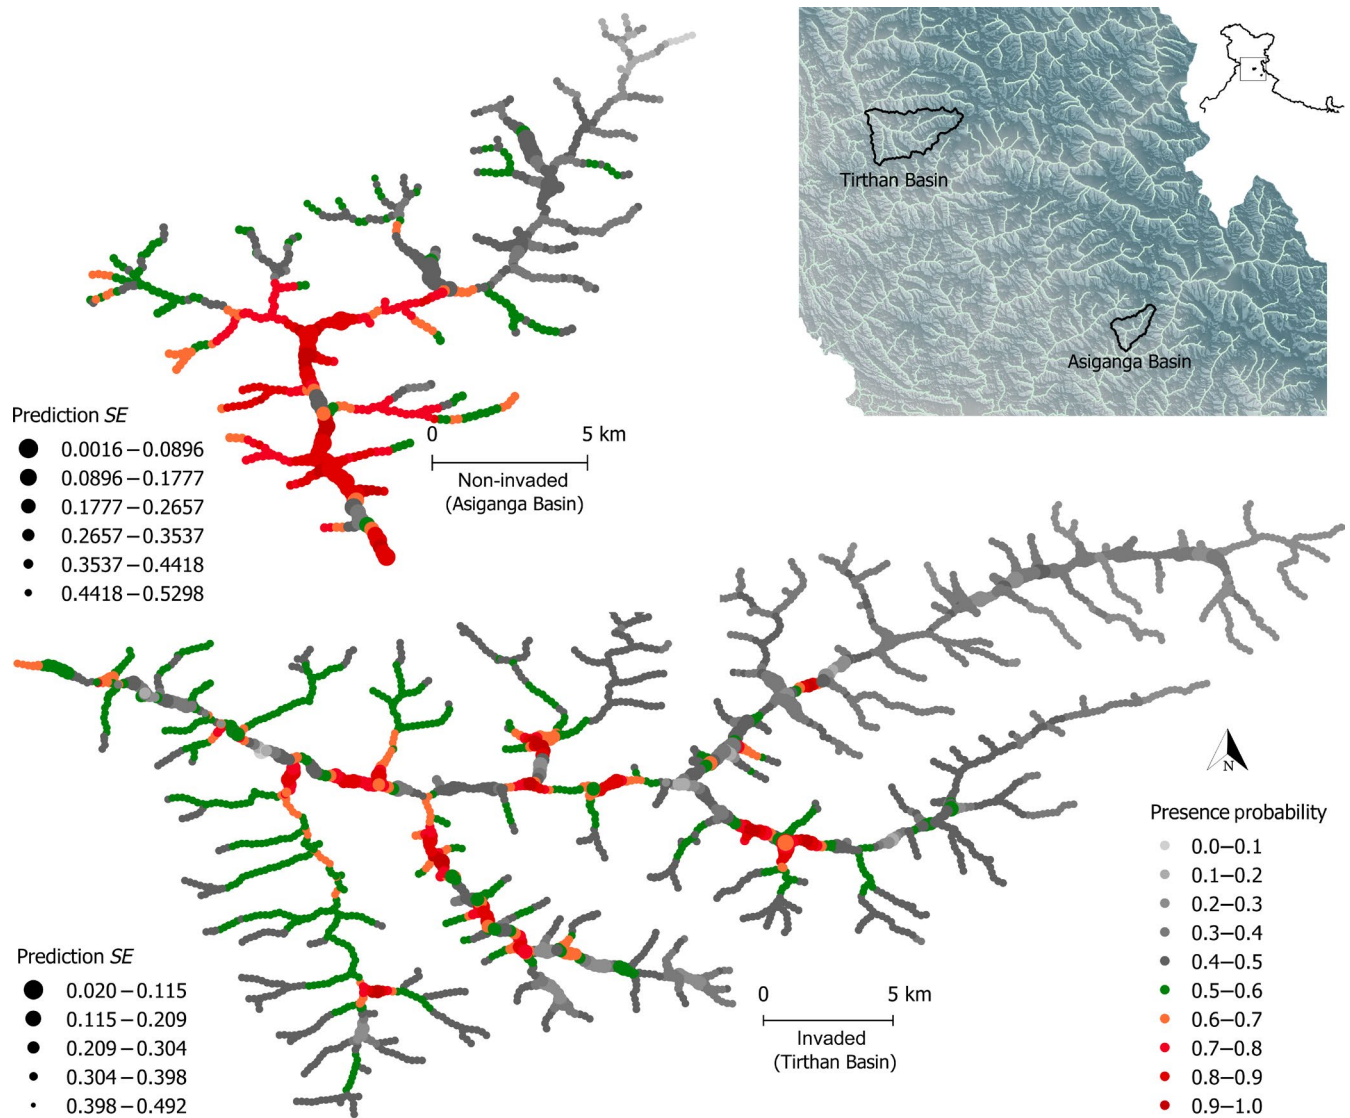 Tirthan Basin
Asiganga Basin
Prediction SE
0.0016–0.0896
0.0896–0.1777
0.1777–0.2657
0.2657–0.3537
0.3537–0.4418
0.4418–0.5298
0 5 km
Non-invaded
(Asiganga Basin)
N
Presence probability
0.0–0.1
0.1–0.2
0.2–0.3
0.3–0.4
0.4–0.5
0.5–0.6
0.6–0.7
0.7–0.8
0.8–0.9
0.9–1.0
Prediction SE
0.020–0.115
0.115–0.209
0.209–0.304
0.304–0.398
0.398–0.492
0 5 km
Invaded
(Tirthan Basin)